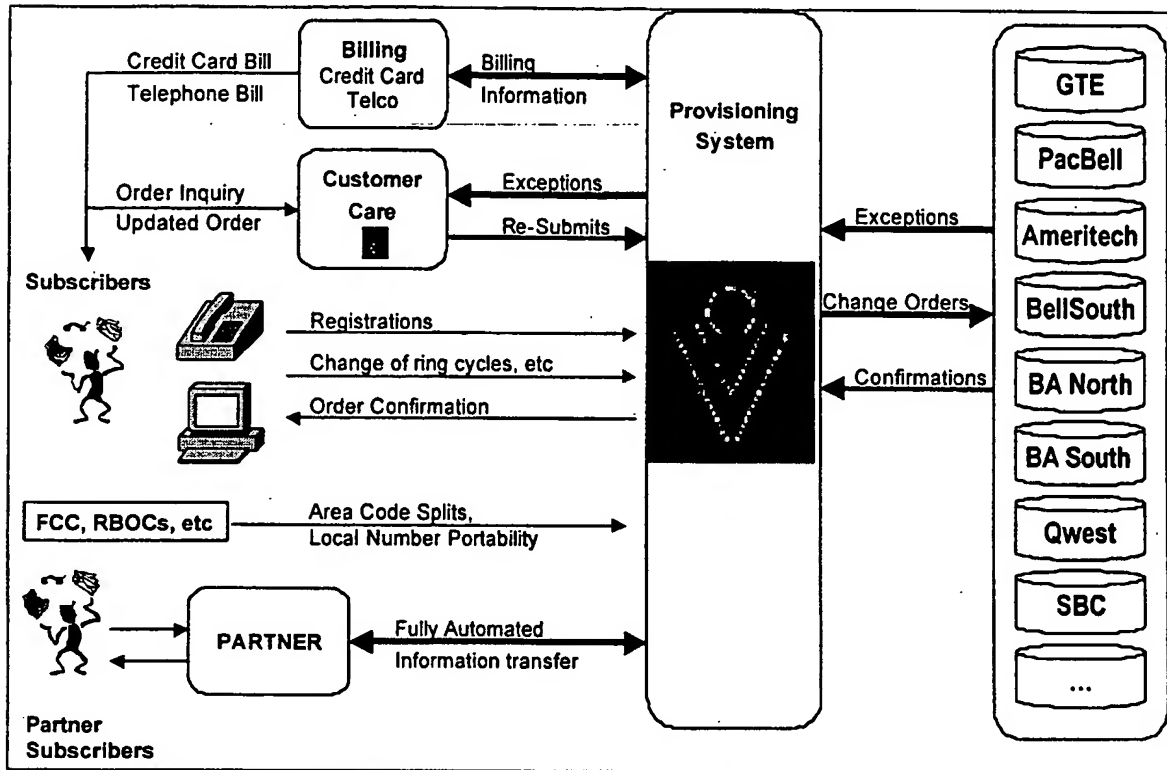 Credit Card Bill
Telephone Bill
Billing
Credit Card
Telco
Billing
Information
Provisioning
System
GTE
PacBell
Ameritech
BellSouth
BA North
BA South
Qwest
SBC
...
Order Inquiry
Updated Order
Customer
Care
Exceptions
Re-Submits
Exceptions
Change Orders
Confirmations
Subscribers
Registrations
Change of ring cycles, etc
Order Confirmation
FCC, RBOCs, etc
Area Code Splits,
Local Number Portability
PARTNER
Fully Automated
Information transfer
Partner
Subscribers